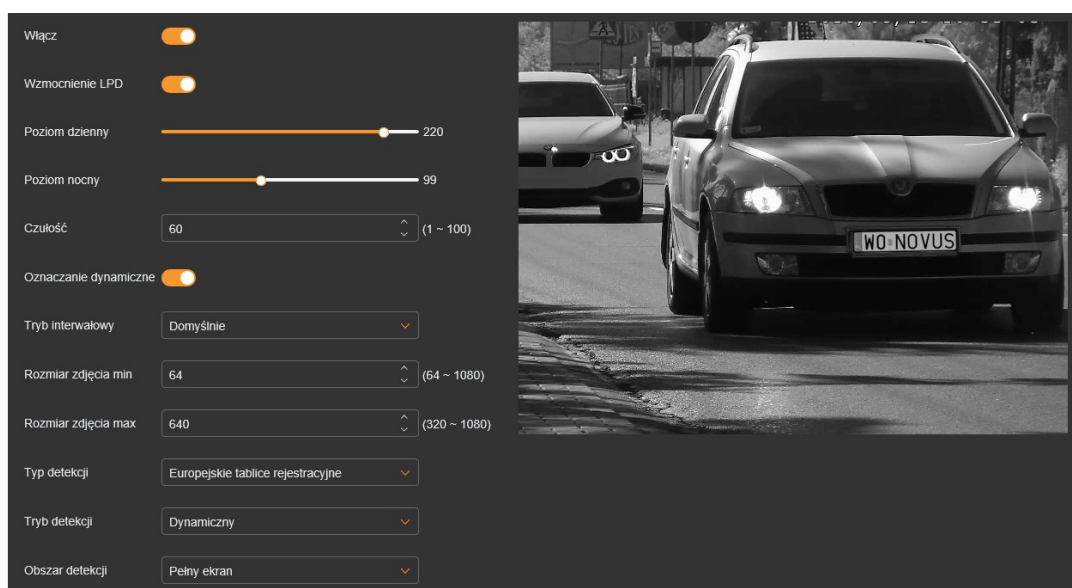 Włącz
Wzmocnienie LPD
Poziom dzienny 220
Poziom nocny 99
Czułość 60 (1 ~ 100)
Oznaczanie dynamiczne
Tryb interwałowy Domyślnie
Rozmiar zdjęcia min 64 (64 ~ 1080)
Rozmiar zdjęcia max 640 (320 ~ 1080)
Typ detekcji Europejskie tablice rejestracyjne
Tryb detekcji Dynamiczny
Obszar detekcji Pełny ekran
WO NOVUS